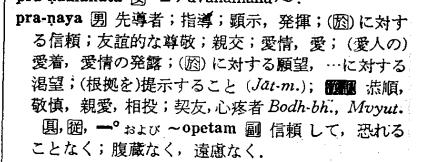 pra-ṇaya 男 先導者; 指導; 顯示, 発揮; (於)に対す
る信頼; 友誼的な尊敬; 親交; 愛情, 愛; (愛人の)
愛着, 愛情の発露; (於)に対する願望, …に対する
渇望; (根拠を)提示すること (Jāt-m.); 漢訳 恭順,
敬慎, 親愛, 相投; 契友, 心疼者 Bodh-bh., Mvyut.
具, 従, —° および ~opetam 副 信頼して, 恐れる
ことなく; 腹蔵なく, 遠慮なく.